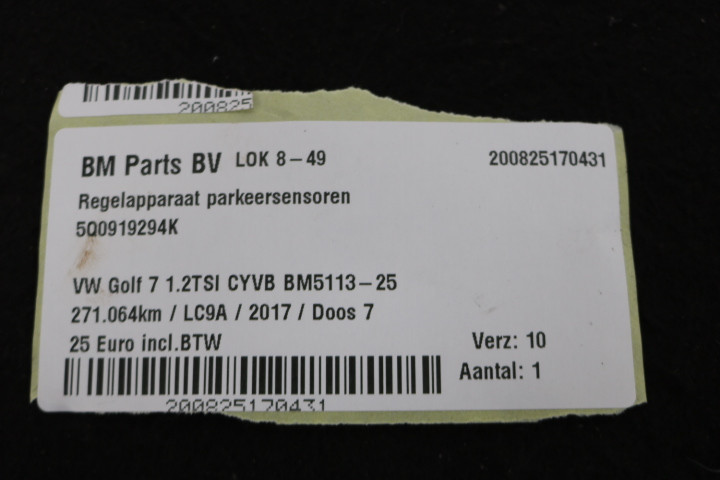 200825
BM Parts BV LOK 8-49 200825170431
Regelapparaat parkeersensoren
5Q0919294K
VW Golf 7 1.2TSI CYVB BM5113-25
271.064km / LC9A / 2017 / Doos 7
25 Euro incl.BTW Verz: 10
Aantal: 1
200825170431